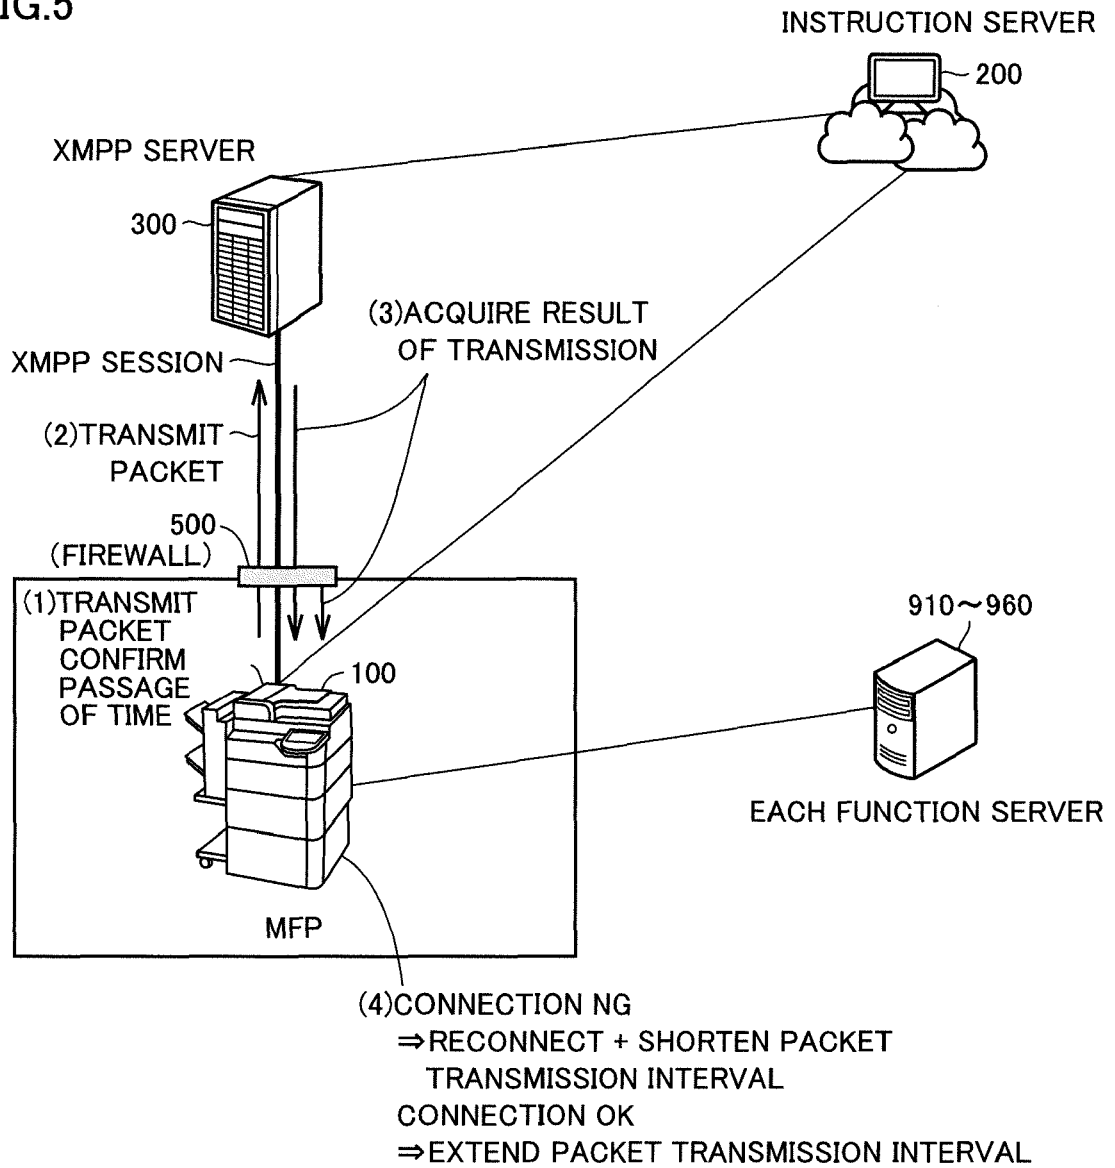 IG.5
INSTRUCTION SERVER
200
XMPP SERVER
300
(3)ACQUIRE RESULT
OF TRANSMISSION
XMPP SESSION
(2)TRANSMIT
PACKET
500
(FIREWALL)
(1)TRANSMIT
PACKET
CONFIRM
PASSAGE
OF TIME
100
910~960
EACH FUNCTION SERVER
MFP
(4)CONNECTION NG
⇒RECONNECT + SHORTEN PACKET
TRANSMISSION INTERVAL
CONNECTION OK
⇒EXTEND PACKET TRANSMISSION INTERVAL